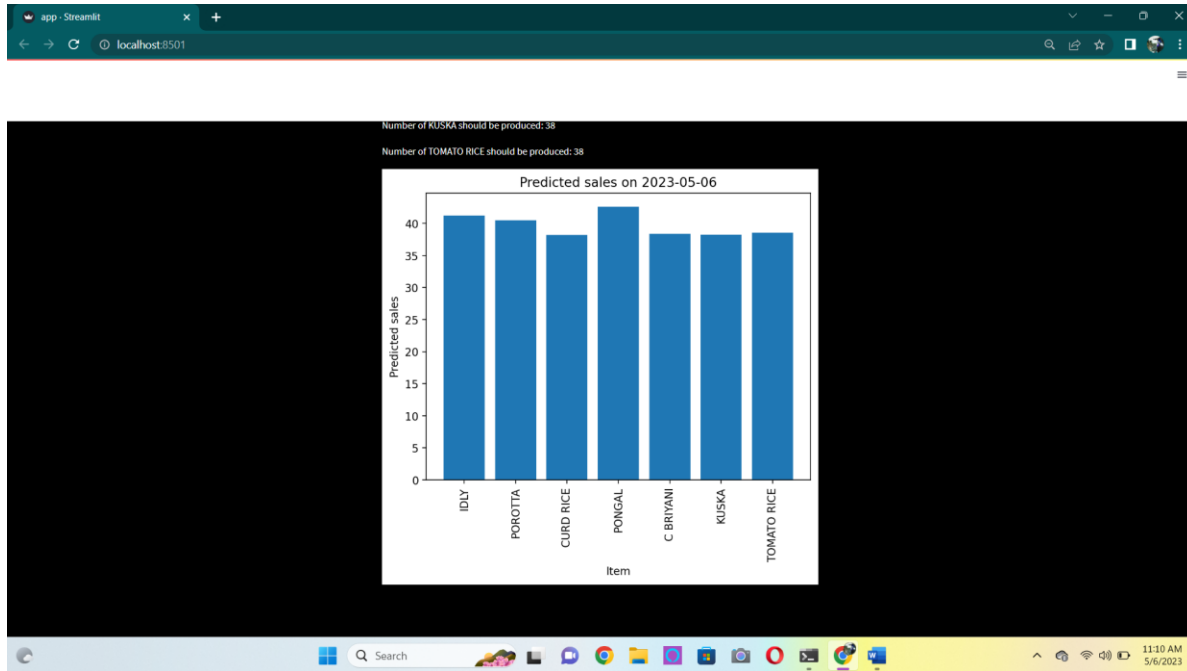 app · Streamlit
localhost:8501
Number of KUSKA should be produced: 38
Number of TOMATO RICE should be produced: 38
Predicted sales on 2023-05-06
Predicted sales
40
35
30
25
20
15
10
5
0
IDLY
POROTTA
CURD RICE
PONGAL
C BRIYANI
KUSKA
TOMATO RICE
Item
Search
11:10 AM
5/6/2023